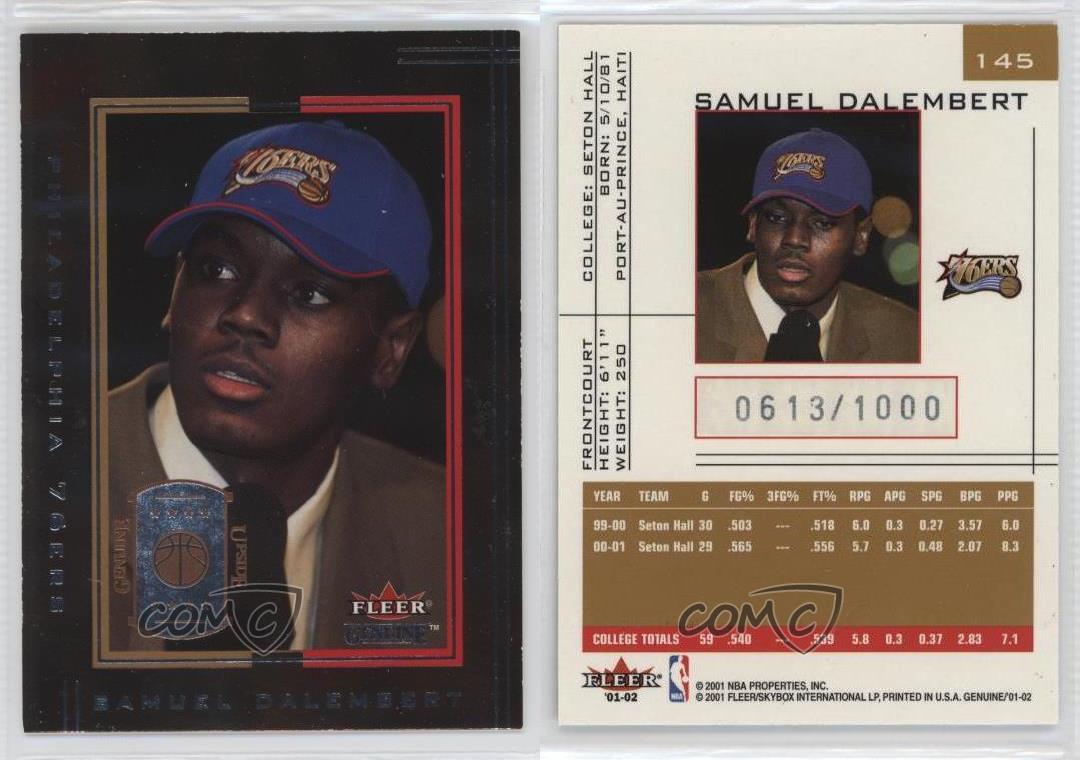 PHILADELPHIA 76ERS
76ERS
GENUINE
UPSIDE
FLEER®
GENUINE™
SAMUEL DALEMBERT
COMC
145
SAMUEL DALEMBERT
COLLEGE: SETON HALL
BORN: 5/10/81
PORT-AU-PRINCE, HAITI
FRONTCOURT
HEIGHT: 6'11"
WEIGHT: 250
76ERS
76ERS
0613/1000
YEAR TEAM G FG% 3FG% FT% RPG APG SPG BPG PPG
99-00 Seton Hall 30 .503 --- .518 6.0 0.3 0.27 3.57 6.0
00-01 Seton Hall 29 .565 --- .556 5.7 0.3 0.48 2.07 8.3
COMC
COLLEGE TOTALS 59 .540 --- .539 5.8 0.3 0.37 2.83 7.1
FLEER
'01-02
NBA
© 2001 NBA PROPERTIES, INC.
© 2001 FLEER/SKYBOX INTERNATIONAL LP, PRINTED IN U.S.A. GENUINE/'01-02